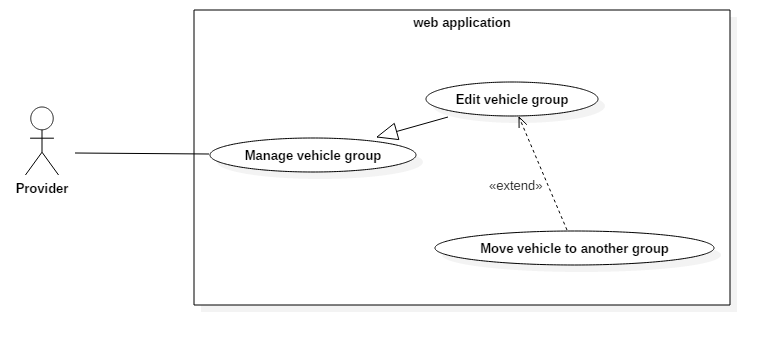 web application
Edit vehicle group
Manage vehicle group
Provider
«extend»
Move vehicle to another group